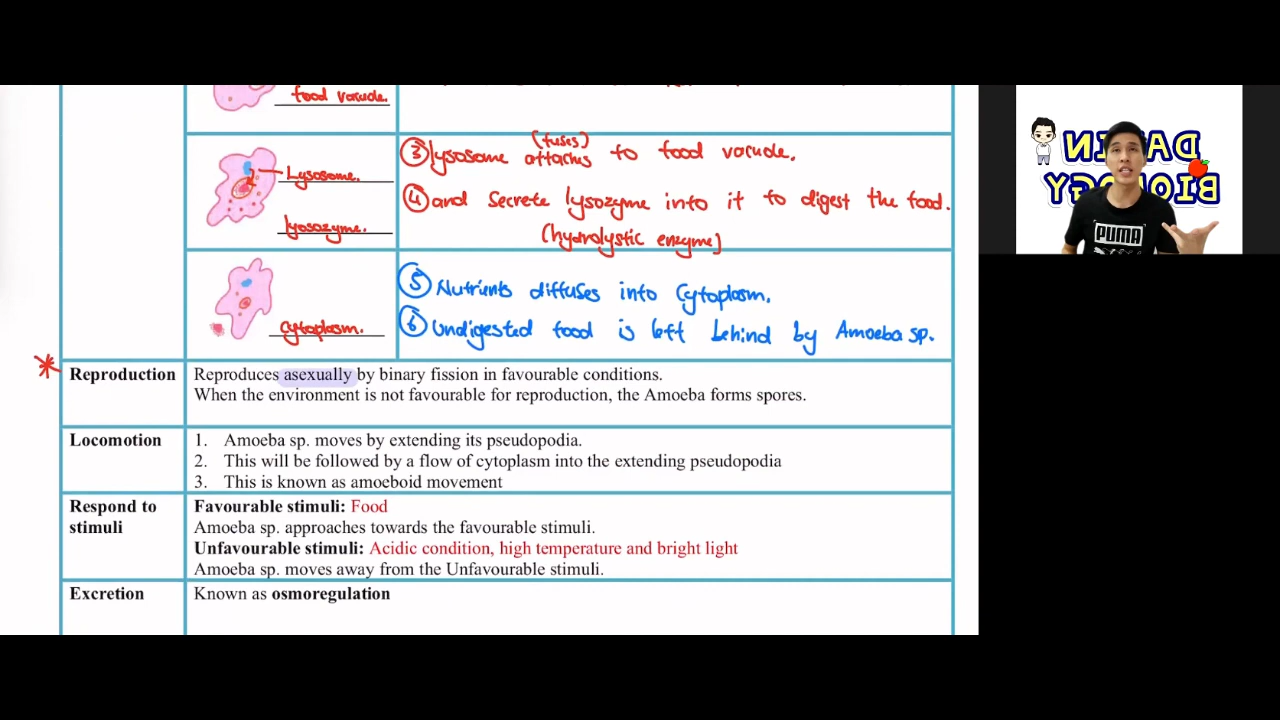 food vacuole.
Lysosome.
lyosozyme.
(fuses)
③ lysosome attaches to food vacuole.
④ and secrete lysozyme into it to digest the food.
(hydrolystic enzyme)
cytoplasm.
⑤ Nutrients diffuses into cytoplasm.
⑥ Undigested food is left behind by Amoeba sp.
* Reproduction
Reproduces asexually by binary fission in favourable conditions.
When the environment is not favourable for reproduction, the Amoeba forms spores.
Locomotion
1. Amoeba sp. moves by extending its pseudopodia.
2. This will be followed by a flow of cytoplasm into the extending pseudopodia
3. This is known as amoeboid movement
Respond to
stimuli
Favourable stimuli: Food
Amoeba sp. approaches towards the favourable stimuli.
Unfavourable stimuli: Acidic condition, high temperature and bright light
Amoeba sp. moves away from the Unfavourable stimuli.
Excretion
Known as osmoregulation
BIOLOGY
PUMA